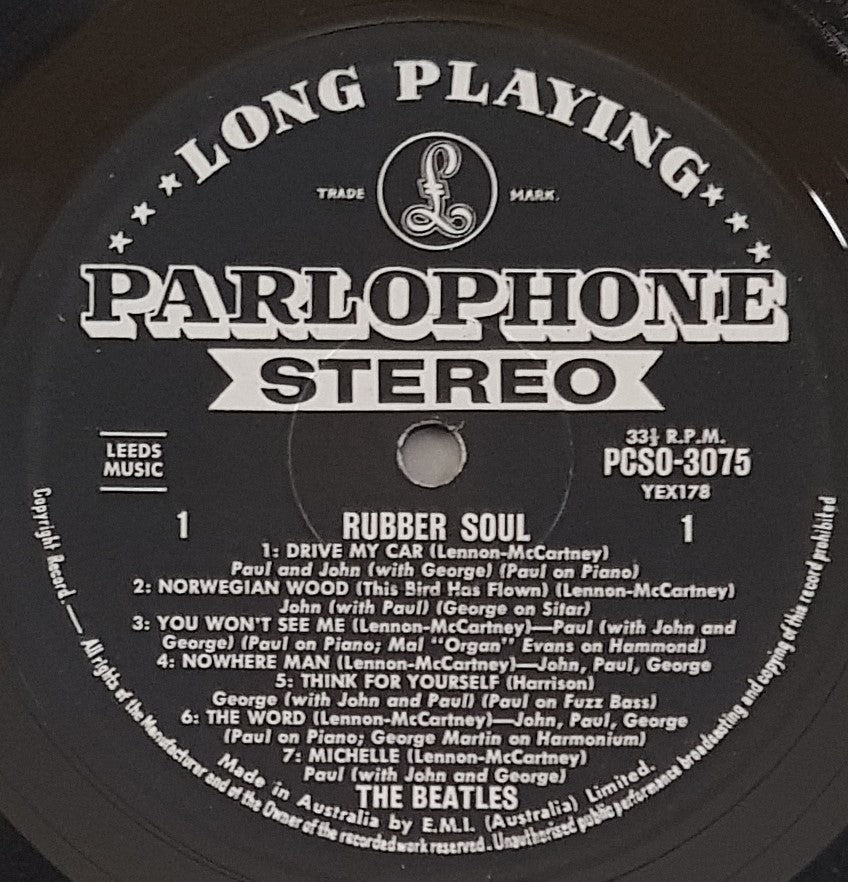 LONG PLAYING
TRADE MARK.
£
PARLOPHONE
STEREO
LEEDS
MUSIC
33⅓ R.P.M.
PCSO-3075
YEX178
1
RUBBER SOUL
1
1: DRIVE MY CAR (Lennon-McCartney)
Paul and John (with George) (Paul on Piano)
2: NORWEGIAN WOOD (This Bird Has Flown) (Lennon-McCartney)
John (with Paul) (George on Sitar)
3: YOU WON'T SEE ME (Lennon-McCartney)—Paul (with John and
George) (Paul on Piano; Mal "Organ" Evans on Hammond)
4: NOWHERE MAN (Lennon-McCartney)—John, Paul, George
5: THINK FOR YOURSELF (Harrison)
George (with John and Paul) (Paul on Fuzz Bass)
6: THE WORD (Lennon-McCartney)—John, Paul, George
(Paul on Piano; George Martin on Harmonium)
7: MICHELLE (Lennon-McCartney)
Paul (with John and George)
THE BEATLES
Made in Australia by E.M.I. (Australia) Limited.
Copyright Record.— All rights of the Manufacturer and of the Owner of the recorded work reserved. Unauthorised public performance broadcasting and copying of this record prohibited